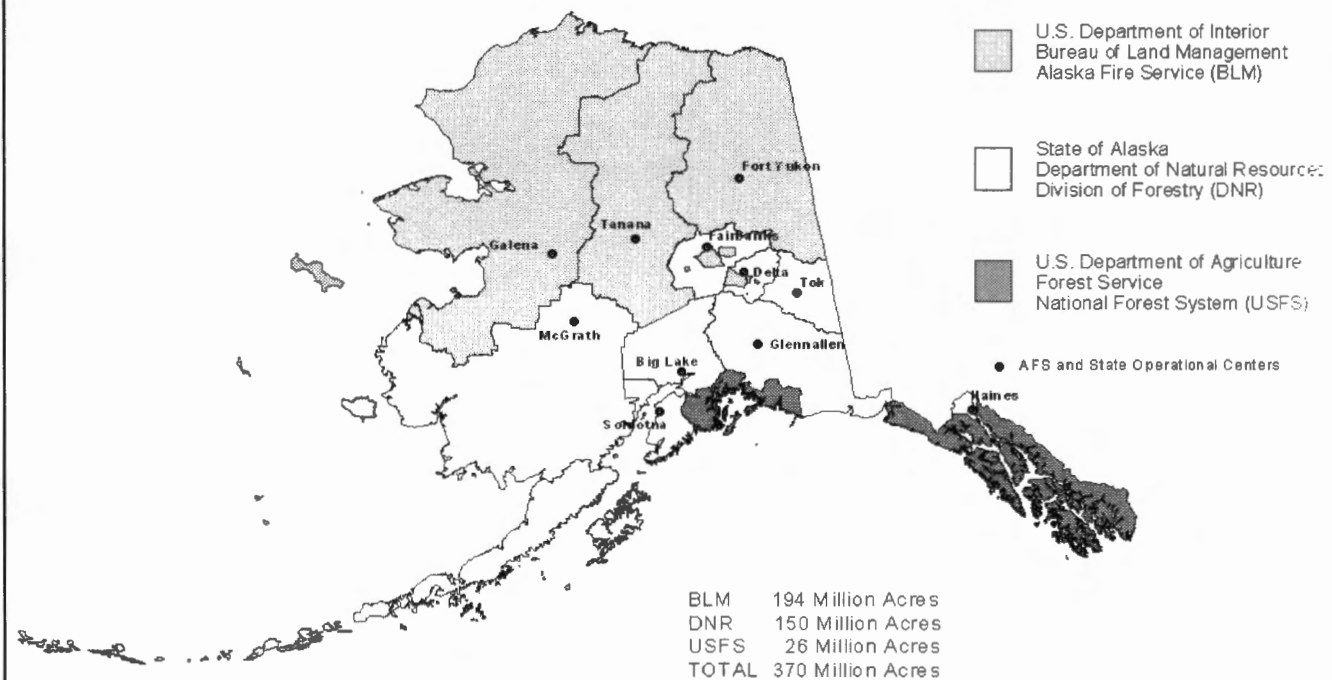 U.S. Department of Interior
Bureau of Land Management
Alaska Fire Service (BLM)
State of Alaska
Department of Natural Resources
Division of Forestry (DNR)
U.S. Department of Agriculture
Forest Service
National Forest System (USFS)
AFS and State Operational Centers
Fort Yukon
Tanana
Fairbanks
Galena
Delta
Tok
McGrath
Glennallen
Big Lake
Haines
Soldotna
BLM 194 Million Acres
DNR 150 Million Acres
USFS 26 Million Acres
TOTAL 370 Million Acres